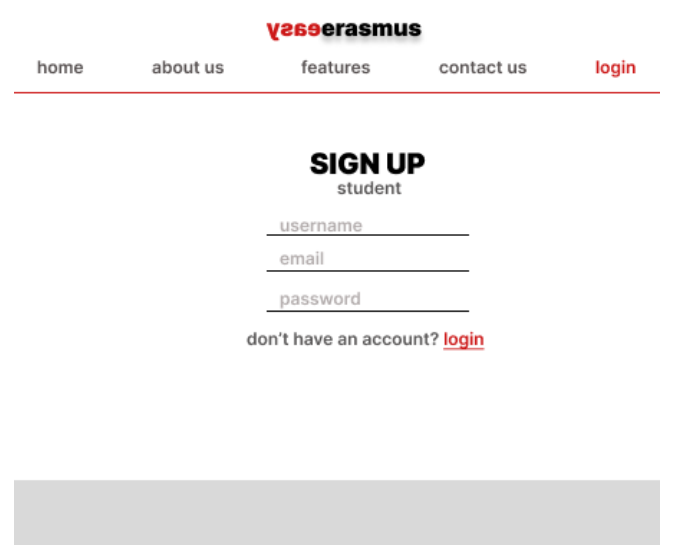 easyerasmus
home about us features contact us login
SIGN UP
student
username
email
password
don't have an account? login